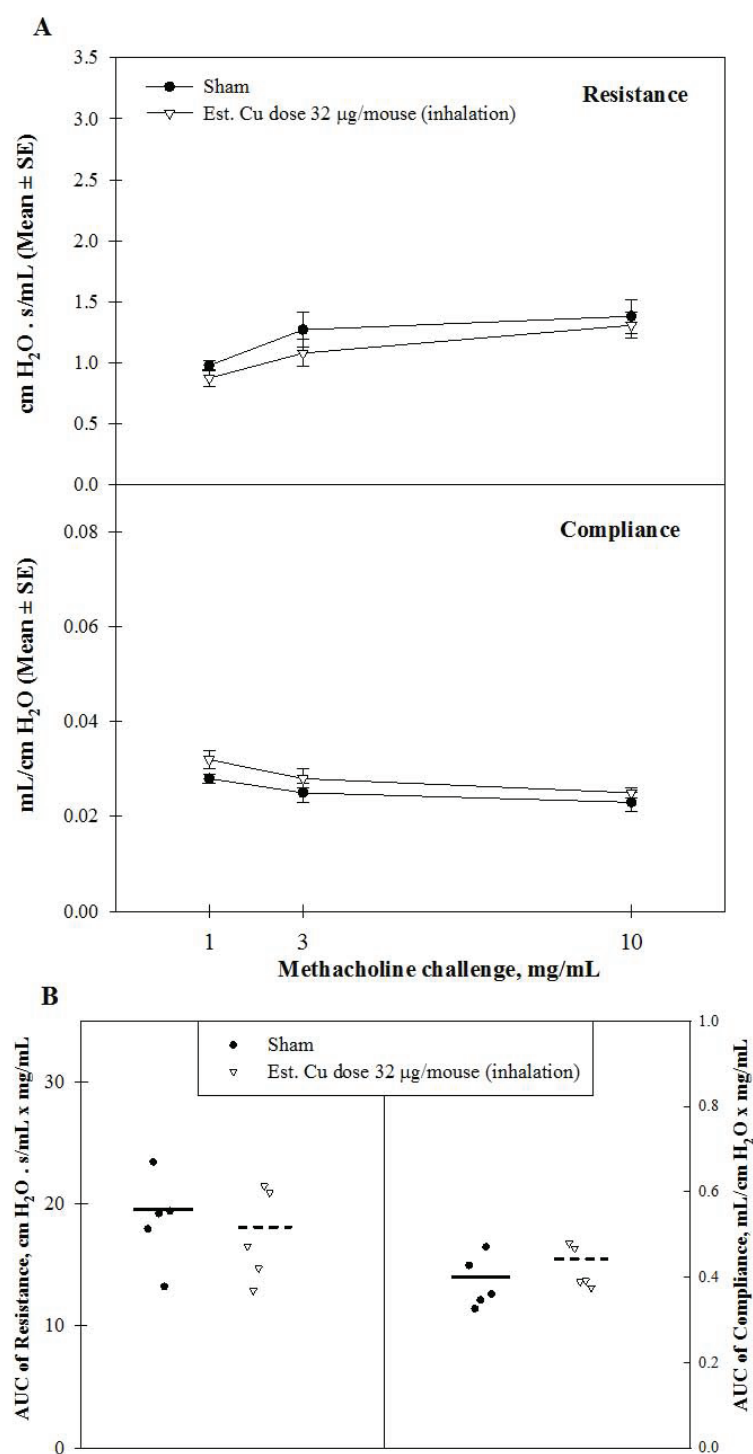 A
3.5
3.0
2.5
2.0
1.5
1.0
0.5
0.0
cm H₂O . s/mL (Mean ± SE)
Sham
Est. Cu dose 32 µg/mouse (inhalation)
Resistance
0.08
0.06
0.04
0.02
0.00
mL/cm H₂O (Mean ± SE)
Compliance
1 3 10
Methacholine challenge, mg/mL
B
30
20
10
0
AUC of Resistance, cm H₂O . s/mL x mg/mL
Sham
Est. Cu dose 32 µg/mouse (inhalation)
1.0
0.8
0.6
0.4
0.2
0.0
AUC of Compliance, mL/cm H₂O x mg/mL